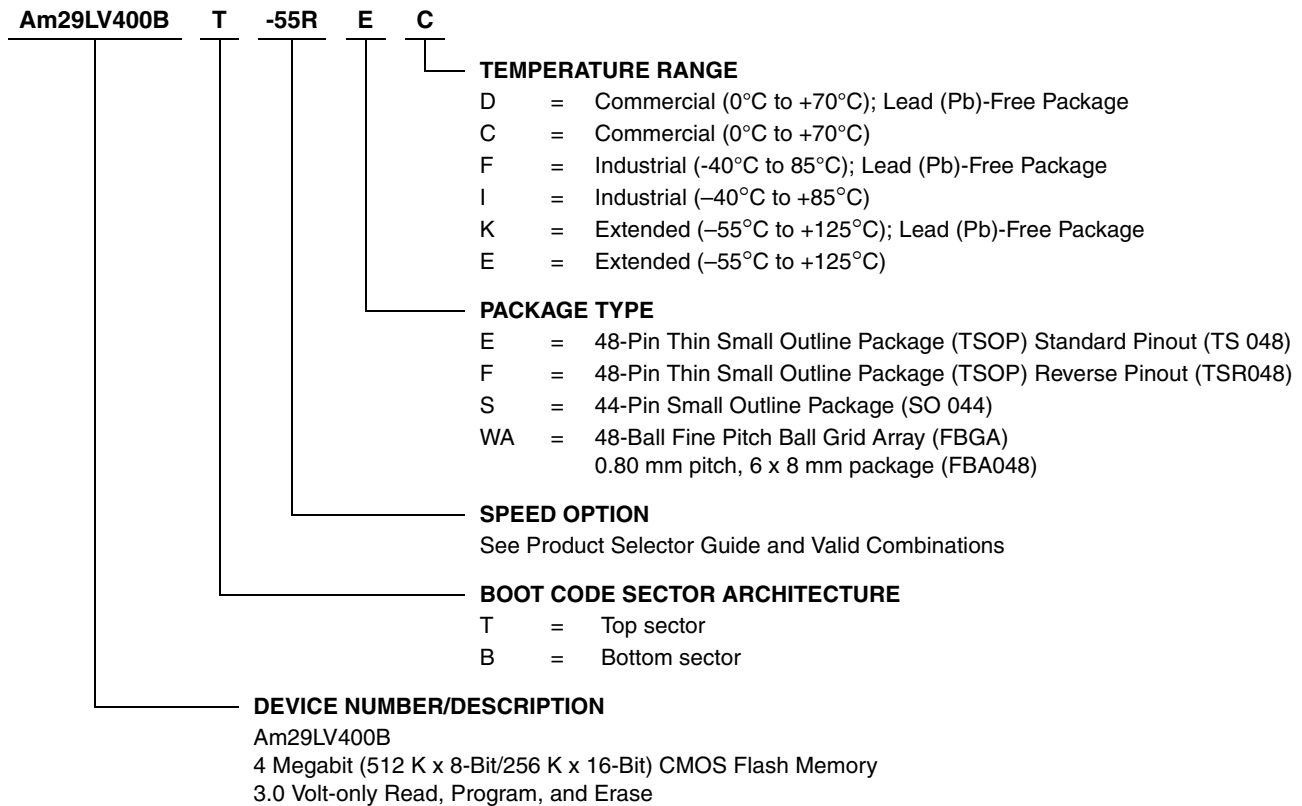 Am29LV400B T -55R E C
TEMPERATURE RANGE
D = Commercial (0°C to +70°C); Lead (Pb)-Free Package
C = Commercial (0°C to +70°C)
F = Industrial (-40°C to 85°C); Lead (Pb)-Free Package
I = Industrial (–40°C to +85°C)
K = Extended (–55°C to +125°C); Lead (Pb)-Free Package
E = Extended (–55°C to +125°C)
PACKAGE TYPE
E = 48-Pin Thin Small Outline Package (TSOP) Standard Pinout (TS 048)
F = 48-Pin Thin Small Outline Package (TSOP) Reverse Pinout (TSR048)
S = 44-Pin Small Outline Package (SO 044)
WA = 48-Ball Fine Pitch Ball Grid Array (FBGA)
0.80 mm pitch, 6 x 8 mm package (FBA048)
SPEED OPTION
See Product Selector Guide and Valid Combinations
BOOT CODE SECTOR ARCHITECTURE
T = Top sector
B = Bottom sector
DEVICE NUMBER/DESCRIPTION
Am29LV400B
4 Megabit (512 K x 8-Bit/256 K x 16-Bit) CMOS Flash Memory
3.0 Volt-only Read, Program, and Erase